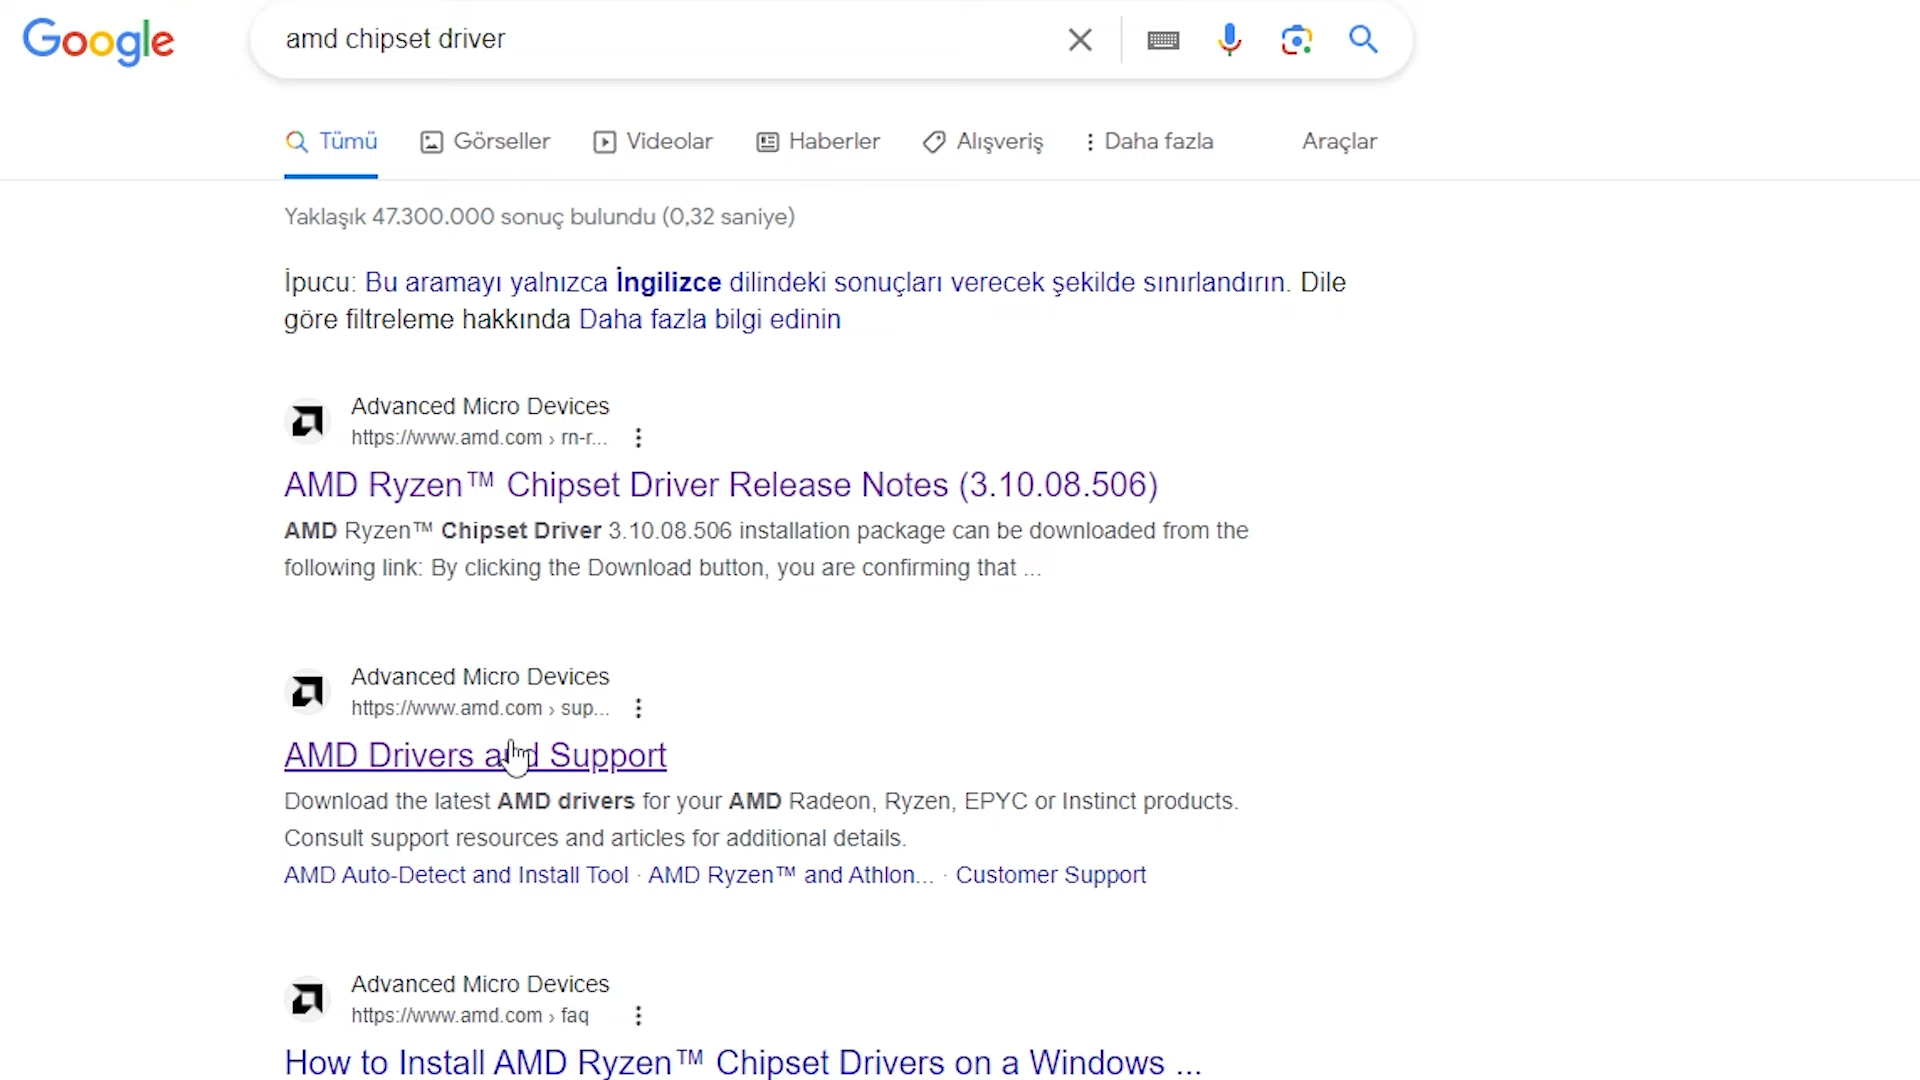 Google
amd chipset driver
Tümü Görseller Videolar Haberler Alışveriş Daha fazla Araçlar
Yaklaşık 47.300.000 sonuç bulundu (0,32 saniye)
İpucu: Bu aramayı yalnızca İngilizce dilindeki sonuçları verecek şekilde sınırlandırın. Dile
göre filtreleme hakkında Daha fazla bilgi edinin
Advanced Micro Devices
https://www.amd.com › rn-r...
AMD Ryzen™ Chipset Driver Release Notes (3.10.08.506)
AMD Ryzen™ Chipset Driver 3.10.08.506 installation package can be downloaded from the
following link: By clicking the Download button, you are confirming that ...
Advanced Micro Devices
https://www.amd.com › sup...
AMD Drivers and Support
Download the latest AMD drivers for your AMD Radeon, Ryzen, EPYC or Instinct products.
Consult support resources and articles for additional details.
AMD Auto-Detect and Install Tool · AMD Ryzen™ and Athlon... · Customer Support
Advanced Micro Devices
https://www.amd.com › faq
How to Install AMD Ryzen™ Chipset Drivers on a Windows ...